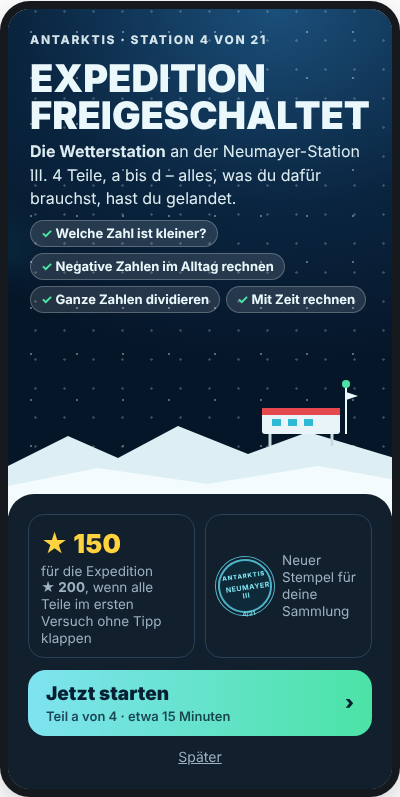 ANTARKTIS · STATION 4 VON 21
EXPEDITION
FREIGESCHALTET
Die Wetterstation an der Neumayer-Station
III. 4 Teile, a bis d – alles, was du dafür
brauchst, hast du gelandet.
✓ Welche Zahl ist kleiner?
✓ Negative Zahlen im Alltag rechnen
✓ Ganze Zahlen dividieren
✓ Mit Zeit rechnen
★ 150
für die Expedition
★ 200, wenn alle
Teile im ersten
Versuch ohne Tipp
klappen
ANTARKTIS
NEUMAYER
III
4/21
Neuer
Stempel für
deine
Sammlung
Jetzt starten
Teil a von 4 · etwa 15 Minuten
›
Später